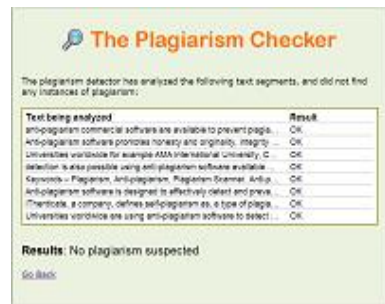 The Plagiarism Checker
The plagiarism detector has analyzed the following text segments, and did not find
any instances of plagiarism:
Text being analyzed Result
anti-plagiarism commercial software are available to prevent plagia... OK
Anti-plagiarism software promotes honesty and originality, integrity ... OK
Universities worldwide for example AMA International University, C... OK
detection is also possible using anti-plagiarism software available ... OK
Keywords – Plagiarism, Anti-plagiarism, Plagiarism Scanner, Anti-p... OK
Anti-plagiarism software is designed to effectively detect and preve... OK
iThenticate, a company, defines self-plagiarism as, a type of plagia... OK
Universities worldwide are using anti-plagiarism software to detect ... OK
Results: No plagiarism suspected
Go Back